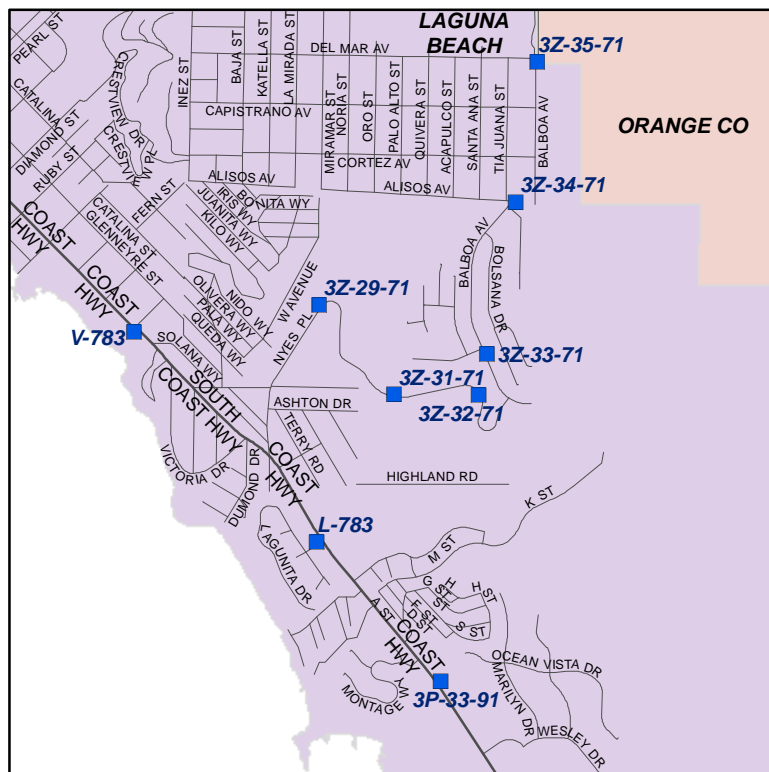 LAGUNA
BEACH
3Z-35-71
ORANGE CO
PEARL ST
CRESTVIEW DR
CATALINA
DIAMOND ST
RUBY ST
CRESTVIEW PL
INEZ ST
BAJA ST
KATELLA ST
LA MIRADA ST
DEL MAR AV
CAPISTRANO AV
MIRAMAR ST
NORIA ST
ORO ST
PALO ALTO ST
QUIVERA ST
ACAPULCO ST
SANTA ANA ST
TIA JUANA ST
BALBOA AV
CORTEZ AV
ALISOS AV
ALISOS AV
3Z-34-71
FERN ST
BONITA WY
IRIS WY
JUANITA WY
KILO WY
CATALINA ST
GLENNEYRE ST
COAST
HWY
COAST
HWY
V-783
NIDO WY
OLIVERA WY
PALA WY
QUEDA WY
SOLANA WY
W AVENUE
NYES PL
3Z-29-71
BALBOA AV
BOLSANA DR
3Z-33-71
3Z-31-71
3Z-32-71
SOUTH
COAST HWY
ASHTON DR
TERRY RD
VICTORIA DR
DUMOND DR
COAST
HWY
HIGHLAND RD
K ST
L-783
LAGUNITA DR
M ST
G ST
H ST
H ST
F ST
D ST
S ST
A ST
COAST
HWY
OCEAN VISTA DR
MARILYN DR
WESLEY DR
MONTAGE WY
3P-33-91